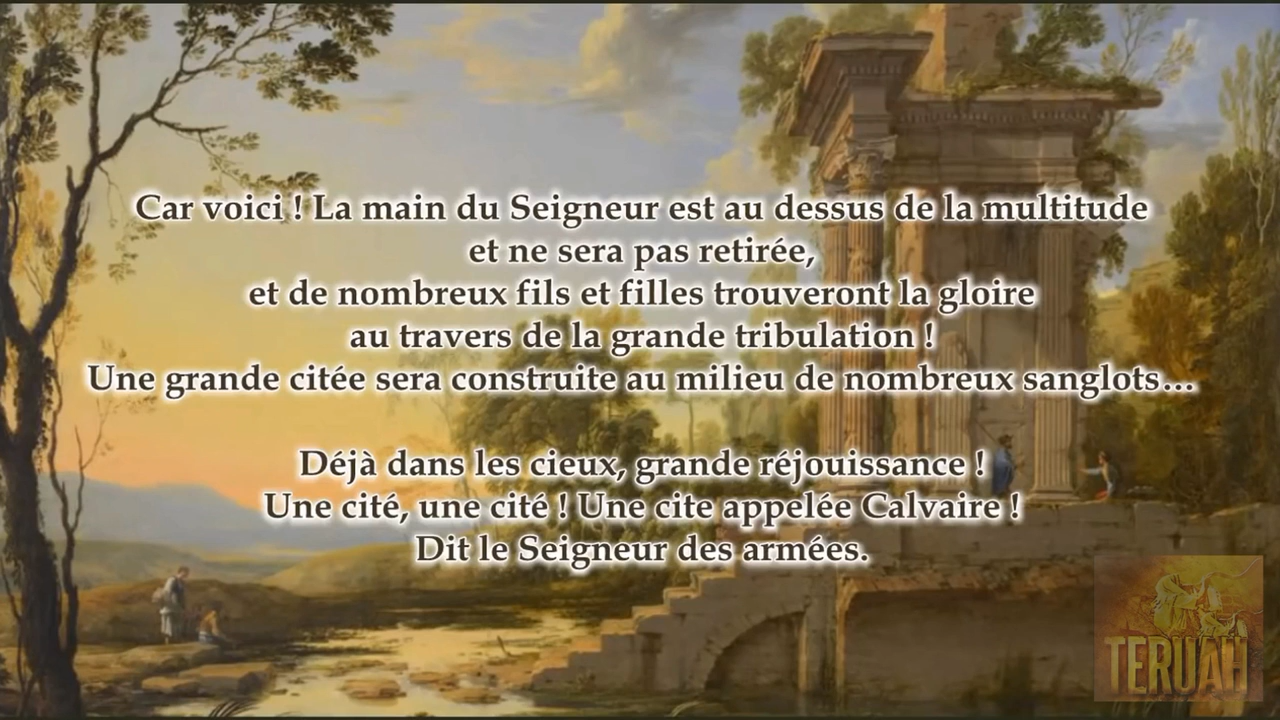 Car voici ! La main du Seigneur est au dessus de la multitude
et ne sera pas retirée,
et de nombreux fils et filles trouveront la gloire
au travers de la grande tribulation !
Une grande citée sera construite au milieu de nombreux sanglots...
Déjà dans les cieux, grande réjouissance !
Une cité, une cité ! Une cite appelée Calvaire !
Dit le Seigneur des armées.
TERUAH